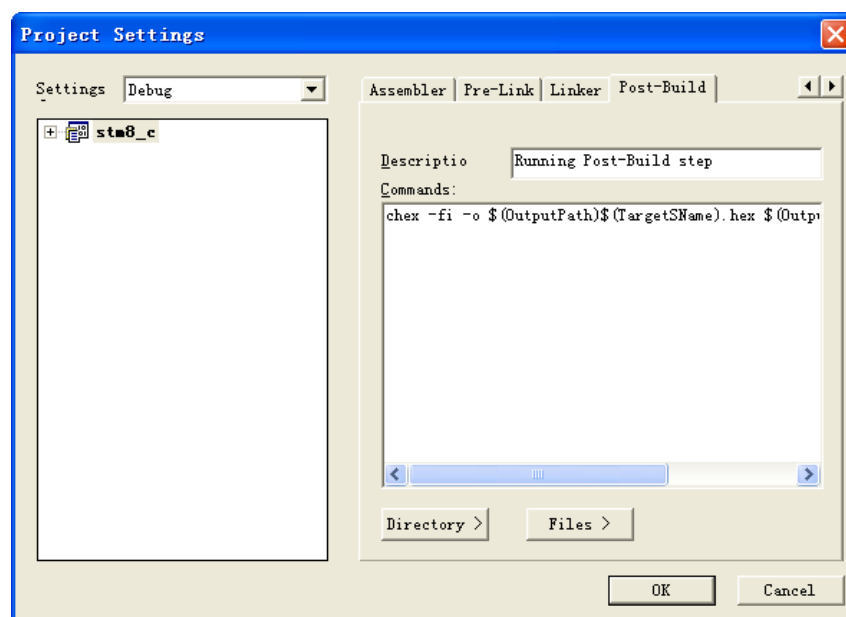 Project Settings
Settings
Debug
stm8_c
Assembler
Pre-Link
Linker
Post-Build
Descriptio
Running Post-Build step
Commands:
chex -fi -o $(OutputPath)$(TargetSName).hex $(Outpu
Directory >
Files >
OK
Cancel